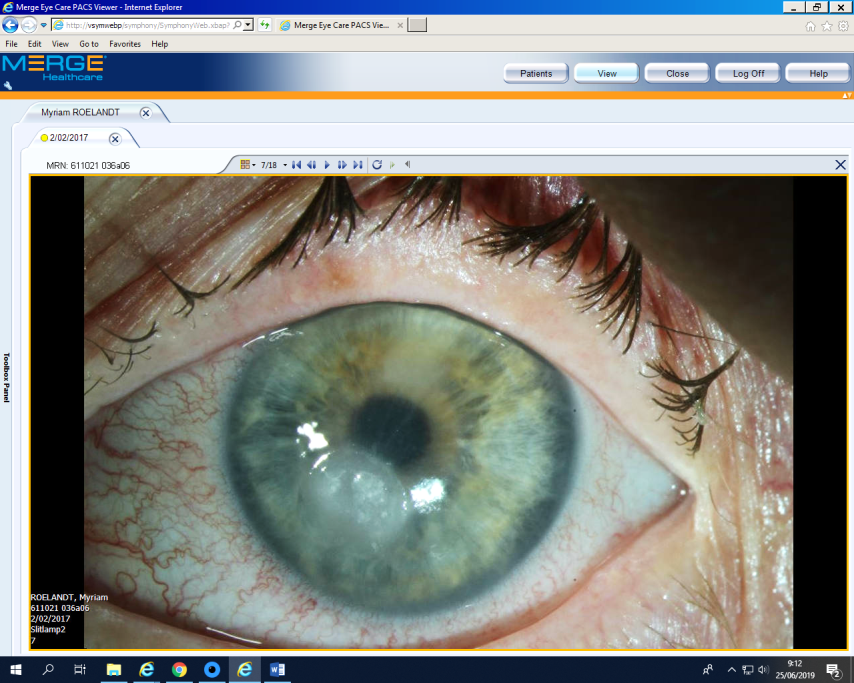 Merge Eye Care PACS Viewer - Internet Explorer
http://vsymwebp/symphony/SymphonyWeb.xbap?
Merge Eye Care PACS Vie...
File Edit View Go to Favorites Help
MERGE
Healthcare
Patients View Close Log Off Help
Myriam ROELANDT
2/02/2017
MRN: 611021 036a06
7/18
Toolbox Panel
ROELANDT, Myriam
611021 036a06
2/02/2017
Slitlamp2
7
9:12
25/06/2019
2